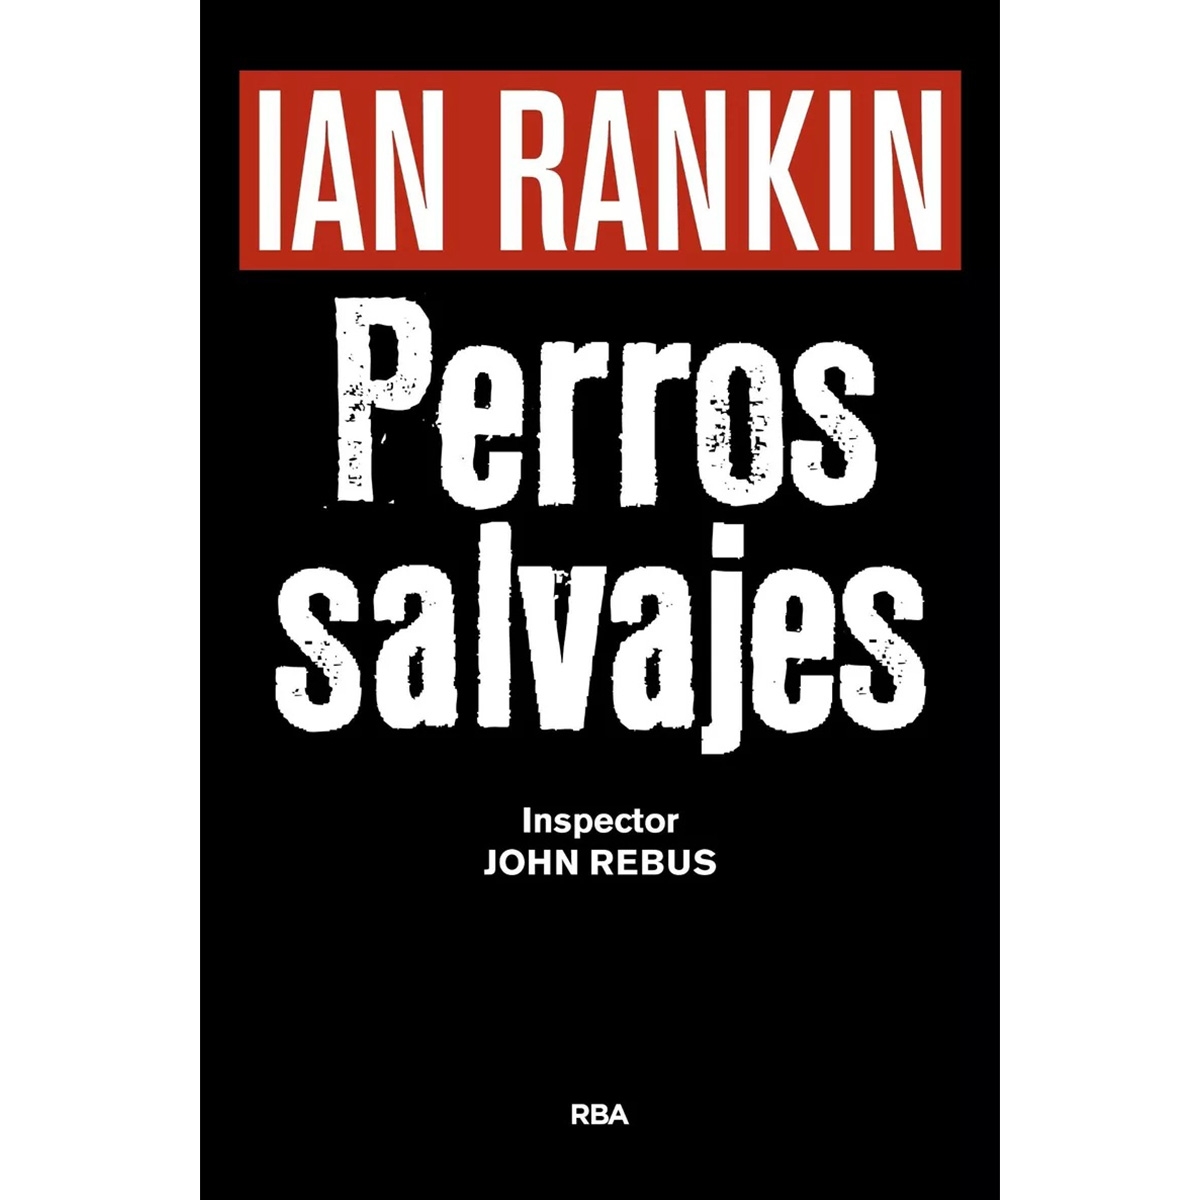 IAN RANKIN
Perros
salvajes
Inspector
JOHN REBUS
RBA